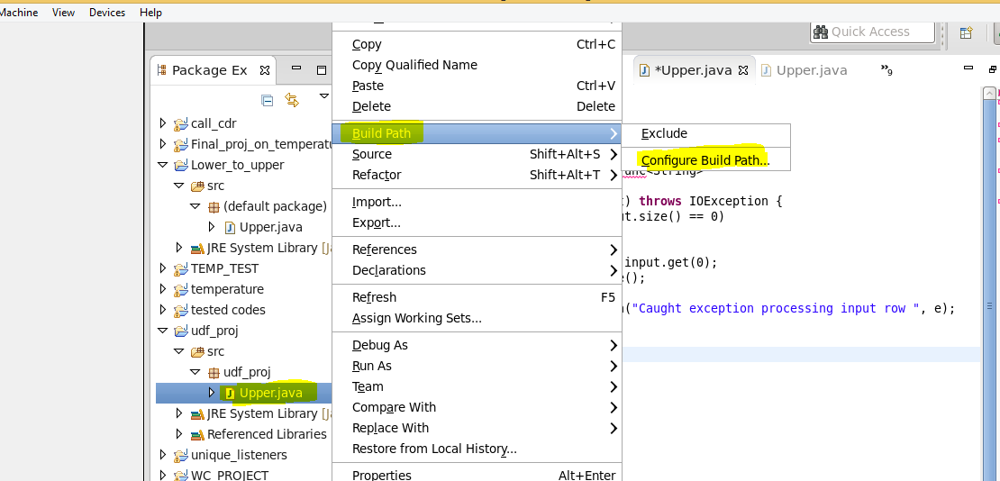 Machine View Devices Help
Quick Access
Package Ex
*Upper.java Upper.java »9
call_cdr
Final_proj_on_temperatu
Lower_to_upper
src
(default package)
Upper.java
JRE System Library [Ja
TEMP_TEST
temperature
tested codes
udf_proj
src
udf_proj
Upper.java
JRE System Library [Ja
Referenced Libraries
unique_listeners
WC_PROJECT
Copy Ctrl+C
Copy Qualified Name
Paste Ctrl+V
Delete Delete
Build Path
Source Shift+Alt+S
Refactor Shift+Alt+T
Import...
Export...
References
Declarations
Refresh F5
Assign Working Sets...
Debug As
Run As
Team
Compare With
Replace With
Restore from Local History...
Properties Alt+Enter
Exclude
Configure Build Path...
unc<String>
) throws IOException {
ut.size() == 0)
input.get(0);
e();
("Caught exception processing input row ", e);